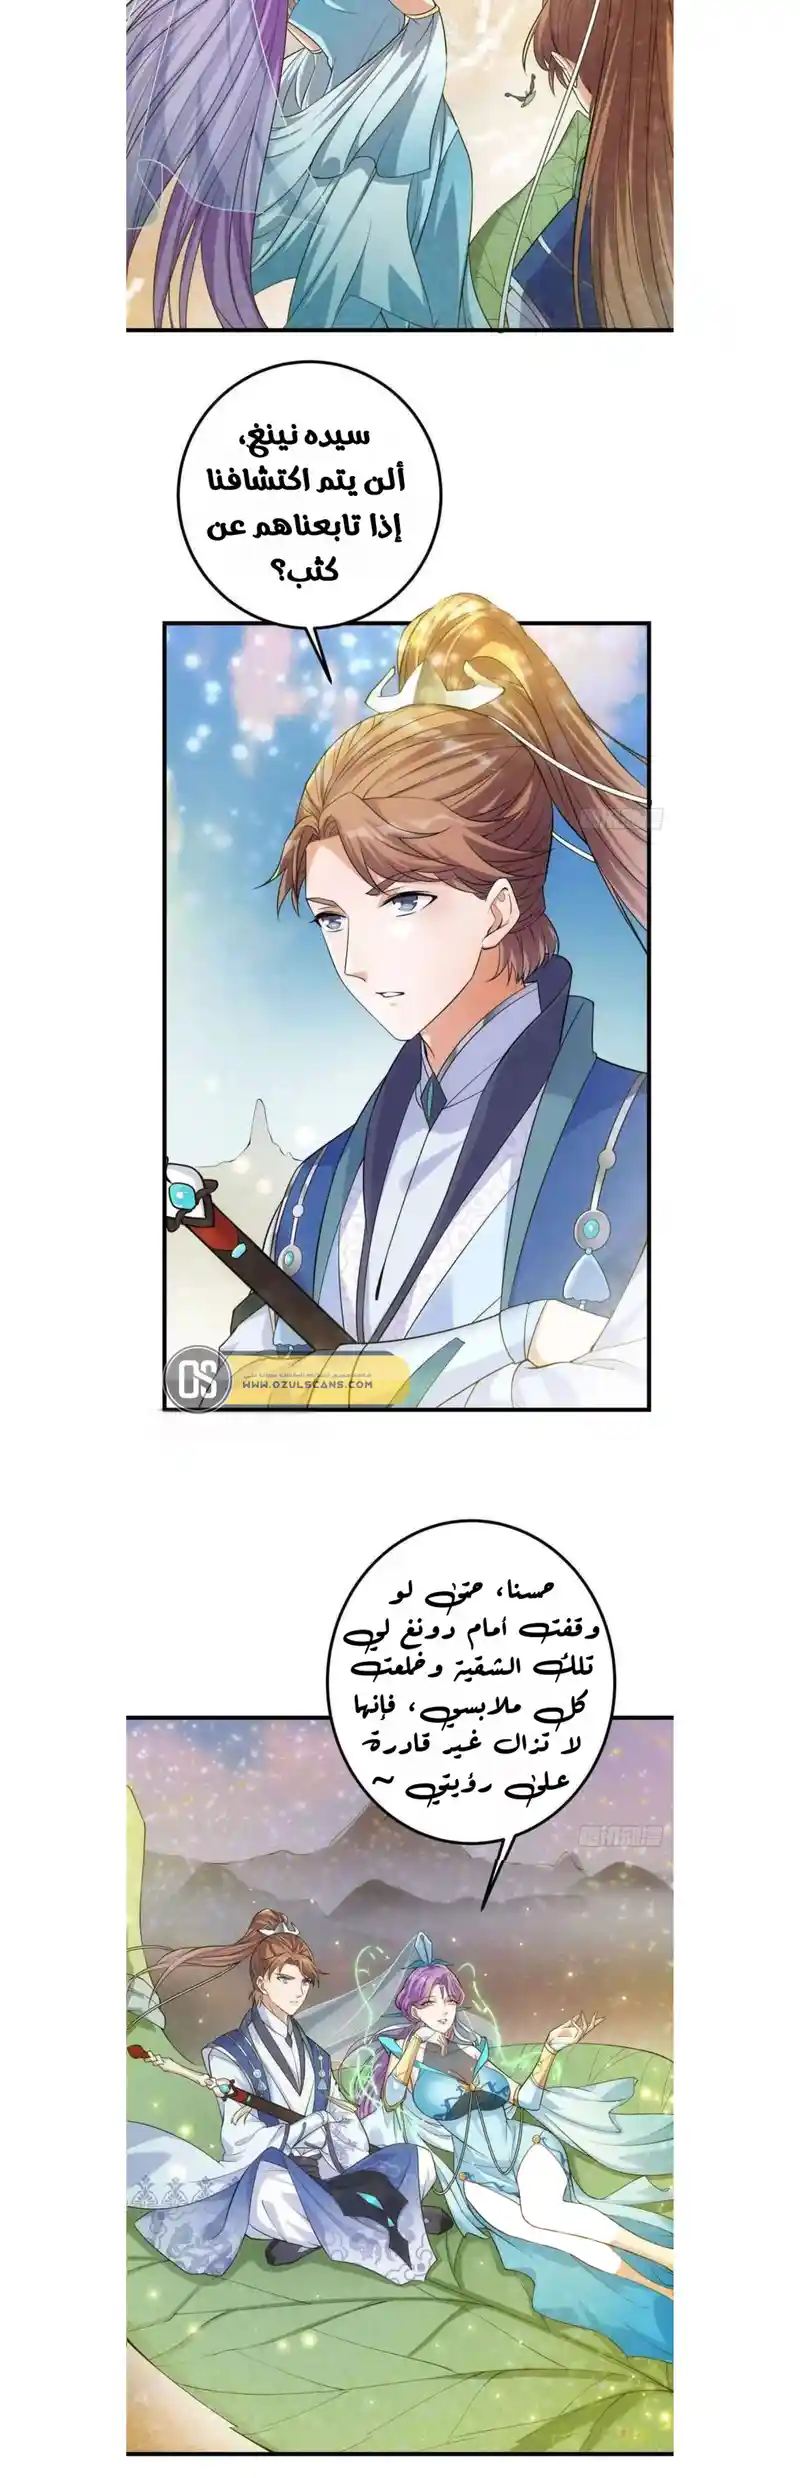 سيده نينغ،
ألن يتم اكتشافنا
إذا تابعناهم عن
كثب؟
OS
WWW.OZULSCANS.COM
حسنا، حتى لو
وقفت أمام دونغ لي
تلك الشقية وخلعت
كل ملابسي، فإنها
لا تزال غير قادرة
على رؤيتي ~